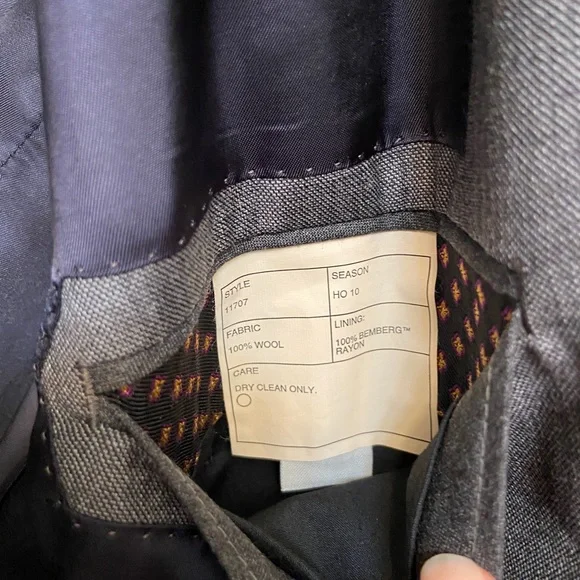 STYLE
11707
SEASON
HO 10
FABRIC
100% WOOL
LINING:
100% BEMBERG™
RAYON
CARE
DRY CLEAN ONLY.